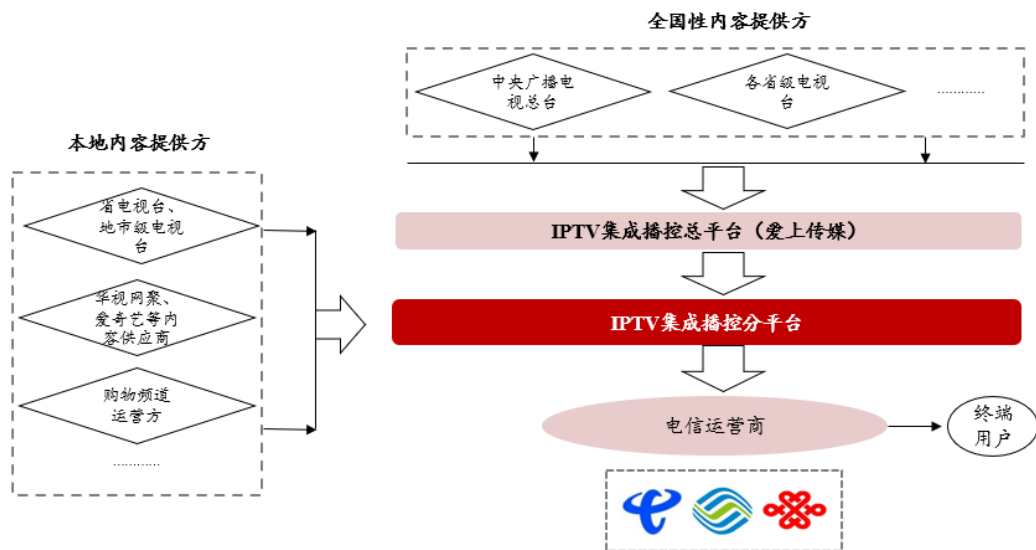 全国性内容提供方
中央广播电
视总台
各省级电视
台
............
本地内容提供方
省电视台、
地市级电视
台
华视网聚、
爱奇艺等内
容供应商
购物频道
运营方
............
IPTV集成播控总平台（爱上传媒）
IPTV集成播控分平台
电信运营商
终端
用户